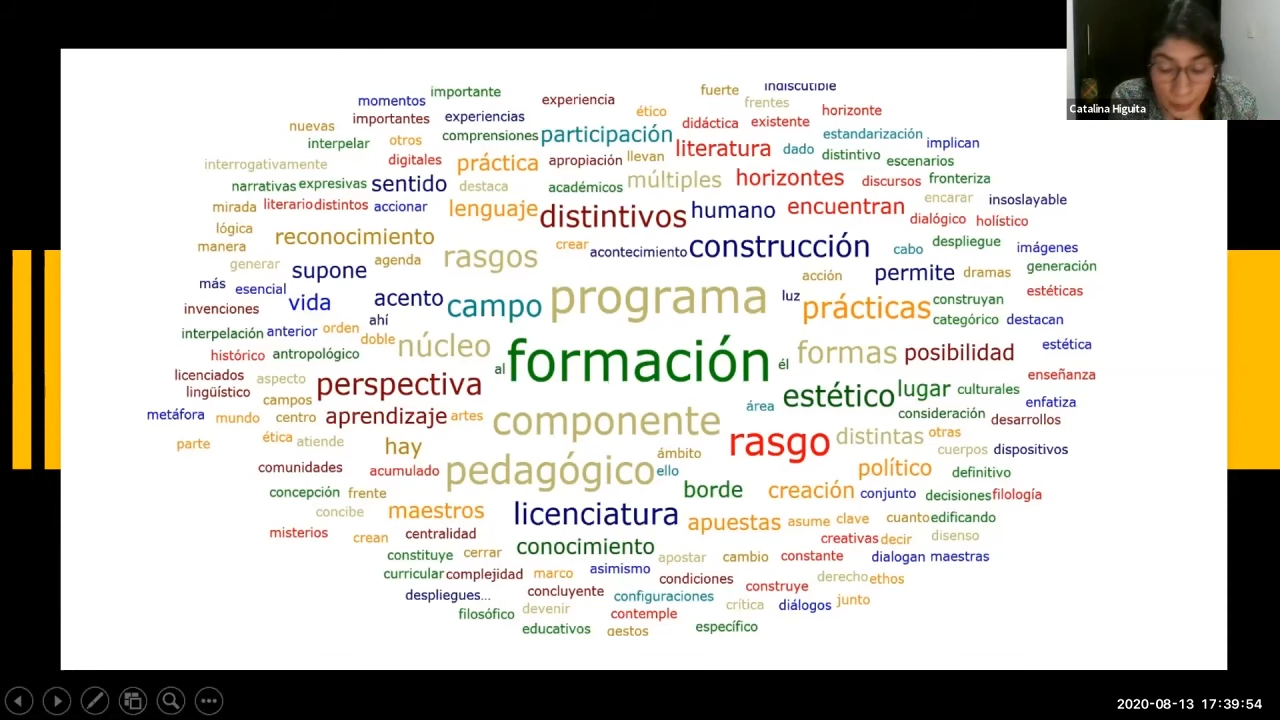 Catalina Higuita
importante momentos importantes experiencia fuerte indiscutible
nuevas experiencias ético frentes horizonte
interpelar otros comprensiones participación didáctica existente estandarización implican
interrogativamente digitales práctica apropiación llevan literatura dado distintivo escenarios
narrativas expresivas sentido destaca académicos múltiples horizontes discursos fronteriza
mirada literario distintos accionar lenguaje distintivos humano encuentran encarar insoslayable
lógica dialógico holístico
manera reconocimiento rasgos crear acontecimiento construcción cabo despliegue imágenes
generar supone agenda acción permite dramas generación
más esencial vida acento campo programa luz prácticas construyan estéticas
invenciones ahí categórico destacan
interpelación anterior orden doble núcleo formación él formas posibilidad estética
histórico antropológico al
licenciados aspecto perspectiva estético lugar culturales enseñanza
lingüístico campos enfatiza
metáfora mundo centro aprendizaje artes componente área consideración desarrollos
parte ética atiende hay rasgo distintas otras
ámbito cuerpos dispositivos
comunidades acumulado pedagógico ello político definitivo
concepción frente borde creación conjunto decisiones filología
concibe maestros licenciatura apuestas asume clave cuanto edificando
misterios crean centralidad creativas decir disenso
constituye cerrar conocimiento apostar cambio constante dialogan maestras
curricular complejidad marco asimismo condiciones construye derecho ethos
despliegues... concluyente configuraciones crítica diálogos junto
filosófico devenir contemple
educativos gestos específico
2020-08-13 17:39:54